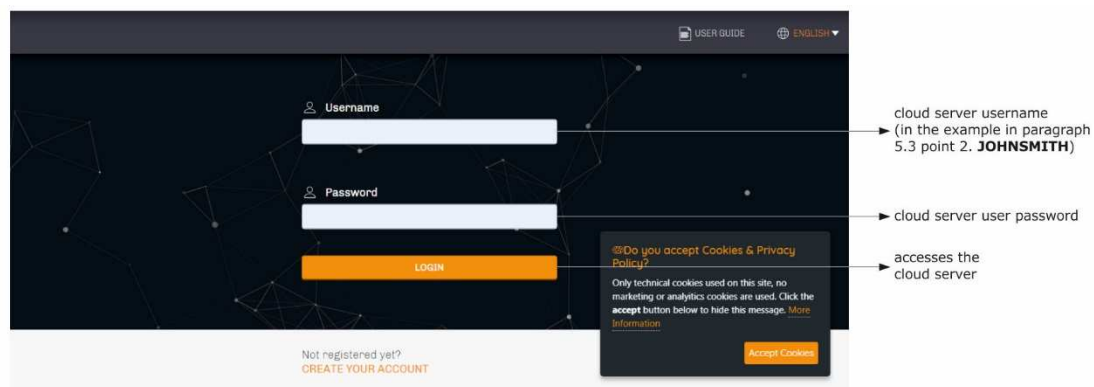 USER GUIDE
ENGLISH
Username
cloud server username
(in the example in paragraph
5.3 point 2. JOHNSMITH)
Password
cloud server user password
LOGIN
accesses the
cloud server
Do you accept Cookies & Privacy
Policy?
Only technical cookies used on this site, no
marketing or analyitics cookies are used. Click the
accept button below to hide this message. More
Information
Accept Cookies
Not registered yet?
CREATE YOUR ACCOUNT